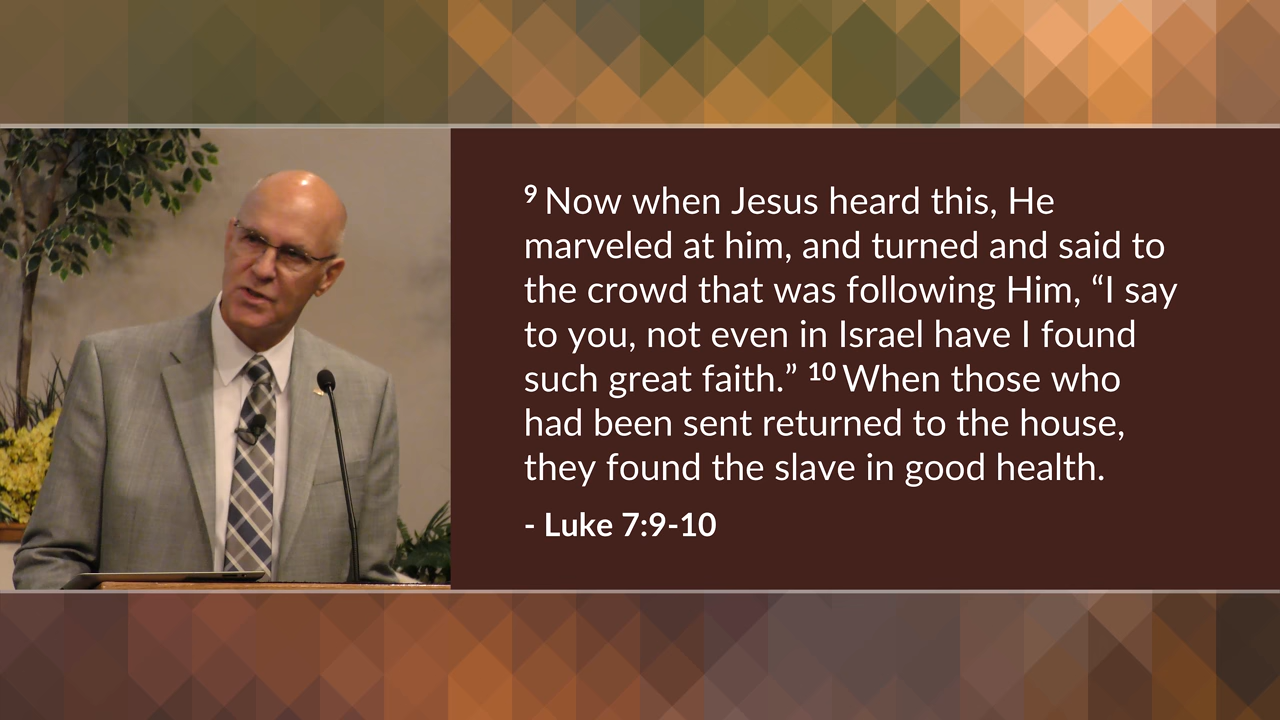 9 Now when Jesus heard this, He
marveled at him, and turned and said to
the crowd that was following Him, “I say
to you, not even in Israel have I found
such great faith.” 10 When those who
had been sent returned to the house,
they found the slave in good health.
- Luke 7:9-10